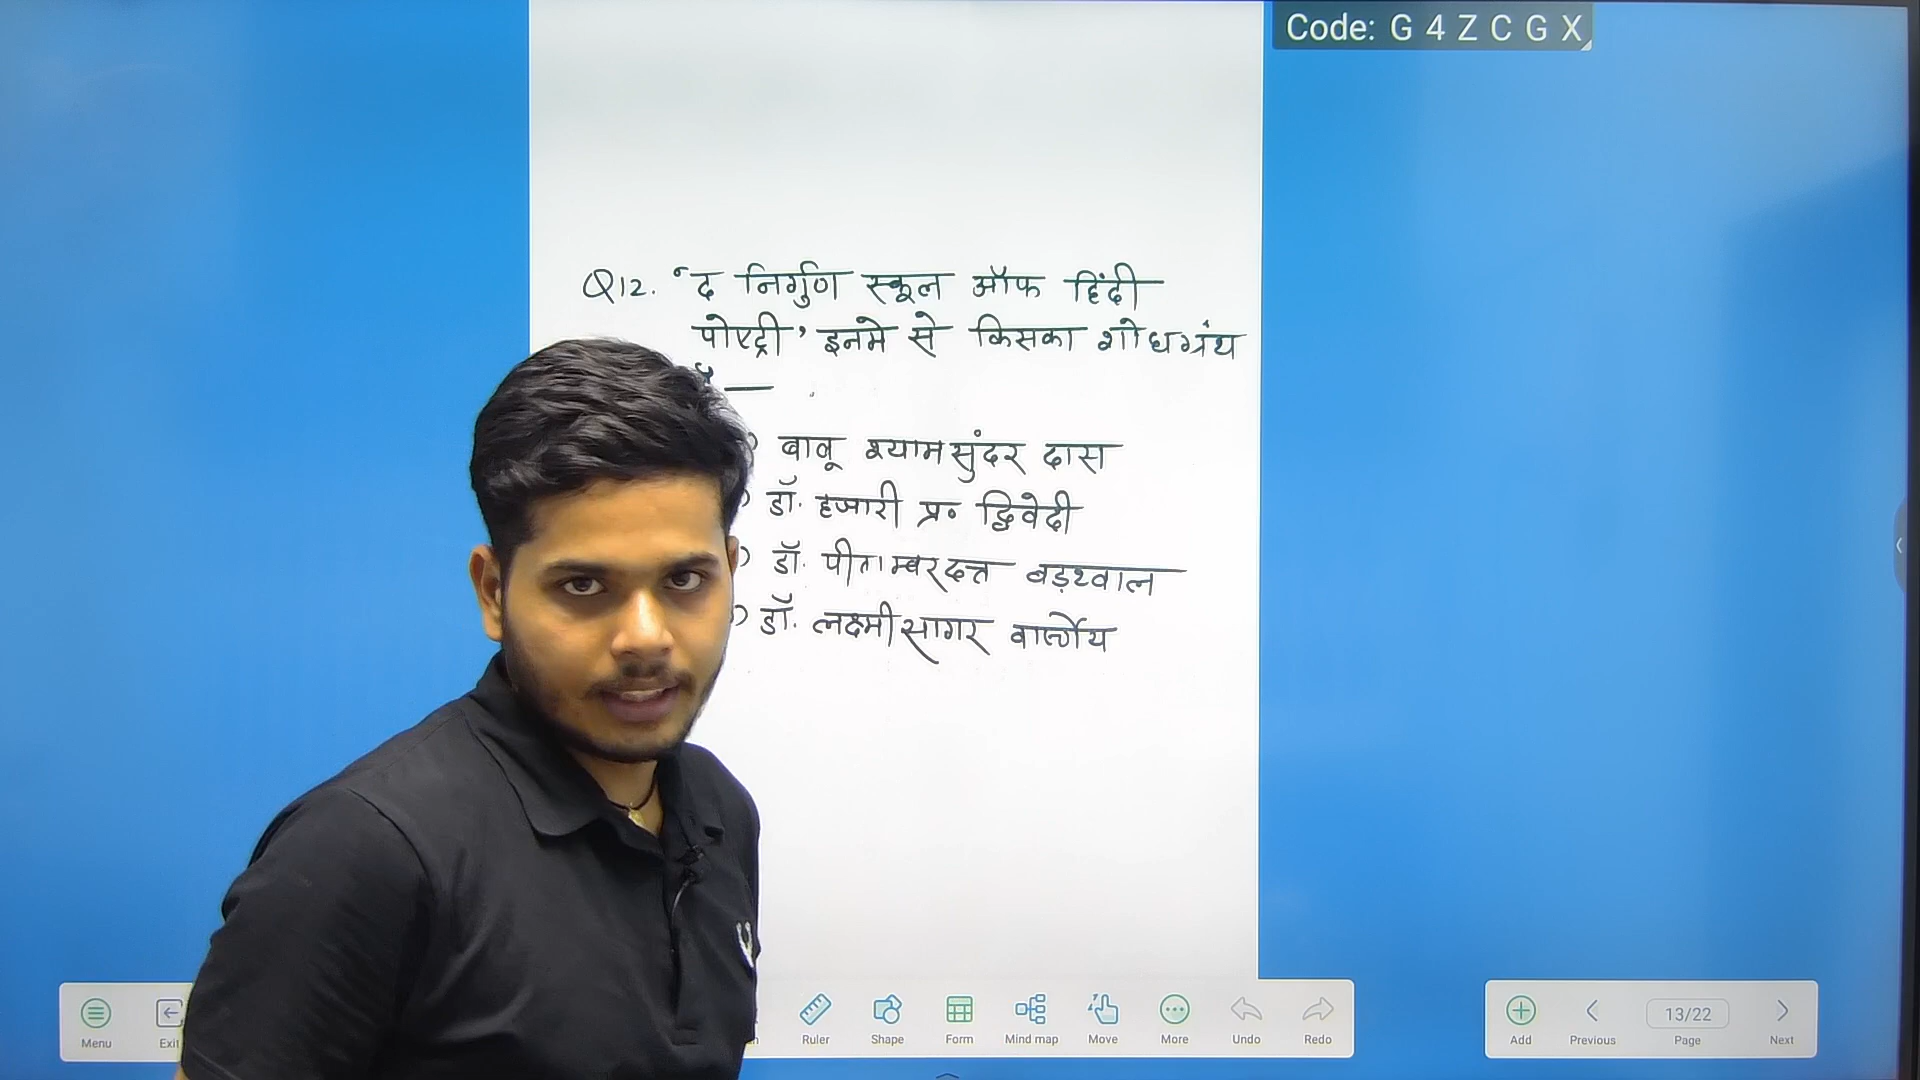 Code: G 4 Z C G X
Q12. "द निर्गुण स्कूल ऑफ हिंदी
पोएट्री' इनमे से किसका शोधग्रंथ
—
बाबू श्यामसुंदर दास
डॉ. हजारी प्र॰ द्विवेदी
डॉ. पीताम्बरदत्त बड़थ्वाल
डॉ. लक्ष्मीसागर वार्ष्णेय
Menu Exit Ruler Shape Form Mind map Move More Undo Redo
Add Previous 13/22 Page Next